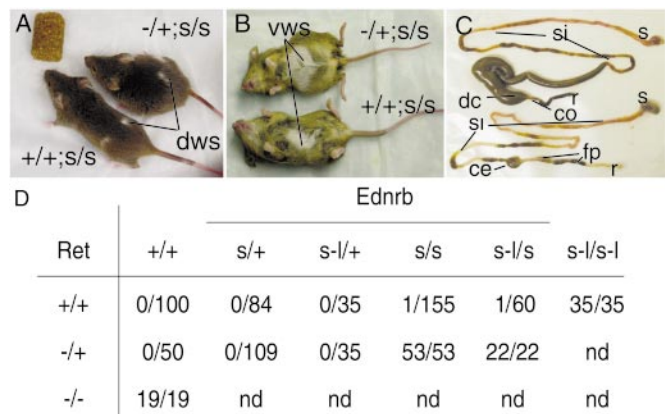 A
-/+;s/s
dws
+/+;s/s
B
vws
-/+;s/s
+/+;s/s
C
si
s
dc
co
s
si
fp
ce
r
D
Ednrb
Ret +/+ s/+ s-l/+ s/s s-l/s s-l/s-l
+/+ 0/100 0/84 0/35 1/155 1/60 35/35
-/+ 0/50 0/109 0/35 53/53 22/22 nd
-/- 19/19 nd nd nd nd nd